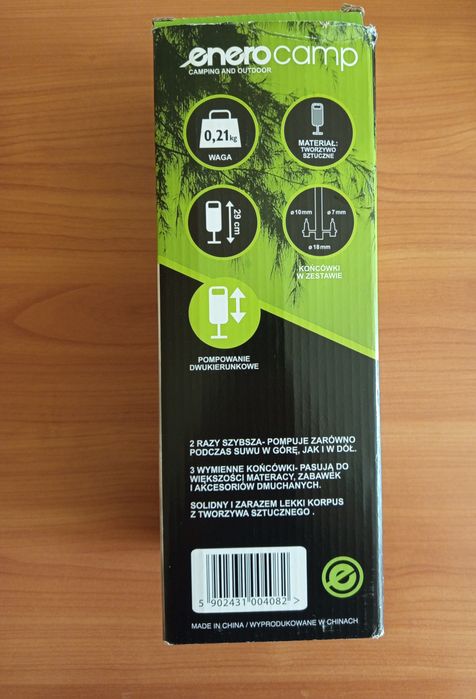 enerocamp
CAMPING AND OUTDOOR
0,21kg
WAGA
MATERIAŁ:
TWORZYWO
SZTUCZNE
29 cm
ø10mm ø7mm
ø18mm
KOŃCÓWKI
W ZESTAWIE
POMPOWANIE
DWUKIERUNKOWE
2 RAZY SZYBSZA- POMPUJE ZARÓWNO
PODCZAS SUWU W GÓRĘ, JAK I W DÓŁ.
3 WYMIENNE KOŃCÓWKI- PASUJĄ DO
WIĘKSZOŚCI MATERACY, ZABAWEK
I AKCESORIÓW DMUCHANYCH.
SOLIDNY I ZARAZEM LEKKI KORPUS
Z TWORZYWA SZTUCZNEGO .
5 902431 004082 >
MADE IN CHINA / WYPRODUKOWANE W CHINACH